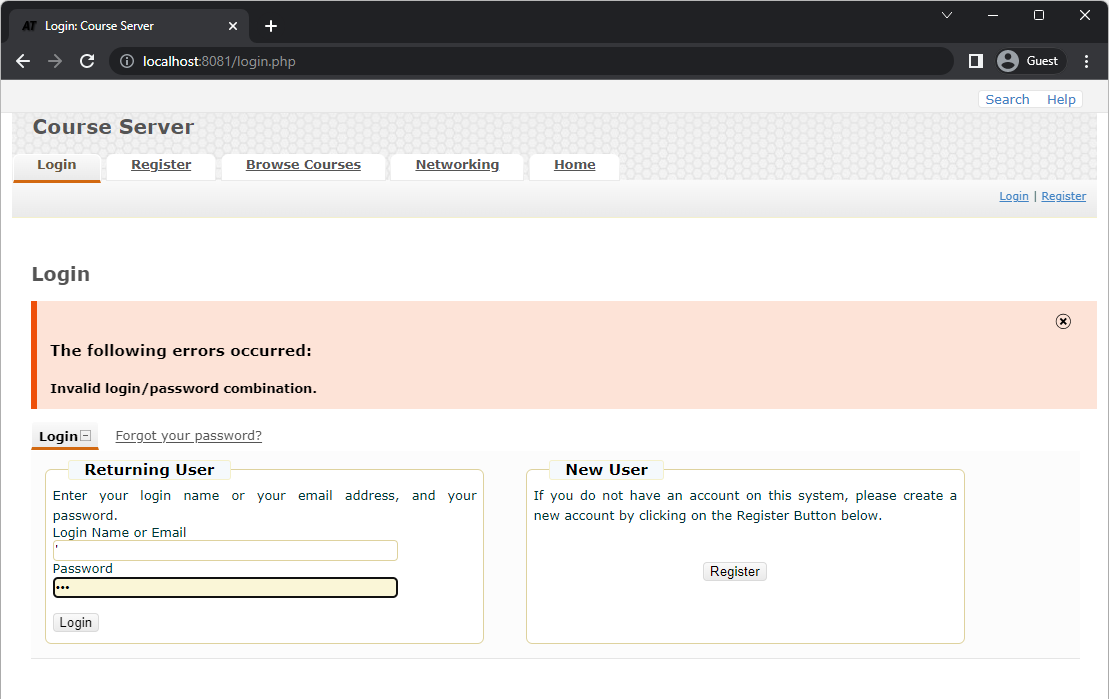 AT Login: Course Server
localhost:8081/login.php
Guest
Search Help
Course Server
Login Register Browse Courses Networking Home
Login | Register
Login
The following errors occurred:
Invalid login/password combination.
Login Forgot your password?
Returning User
Enter your login name or your email address, and your
password.
Login Name or Email
'
Password
•••
Login
New User
If you do not have an account on this system, please create a
new account by clicking on the Register Button below.
Register